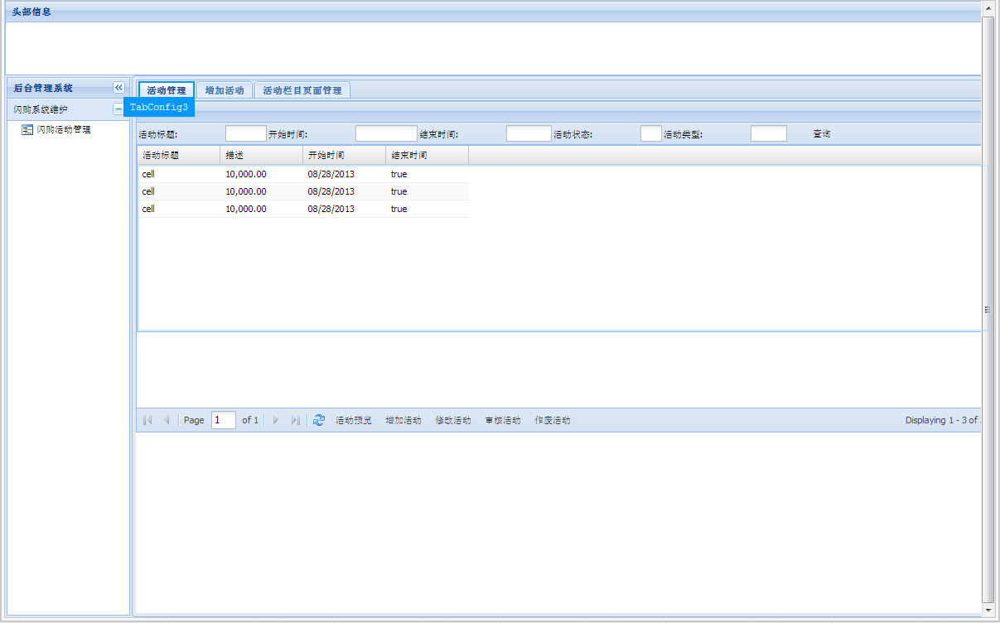 头部信息
后台管理系统
活动管理 增加活动 活动栏目页面管理
闪购系统维护
TabConfig3
闪购活动管理
活动标题: 开始时间: 结束时间: 活动状态: 活动类型: 查询
活动标题 描述 开始时间 结束时间
cell 10,000.00 08/28/2013 true
cell 10,000.00 08/28/2013 true
cell 10,000.00 08/28/2013 true
Page 1 of 1 活动预览 增加活动 修改活动 审核活动 作废活动 Displaying 1 - 3 of